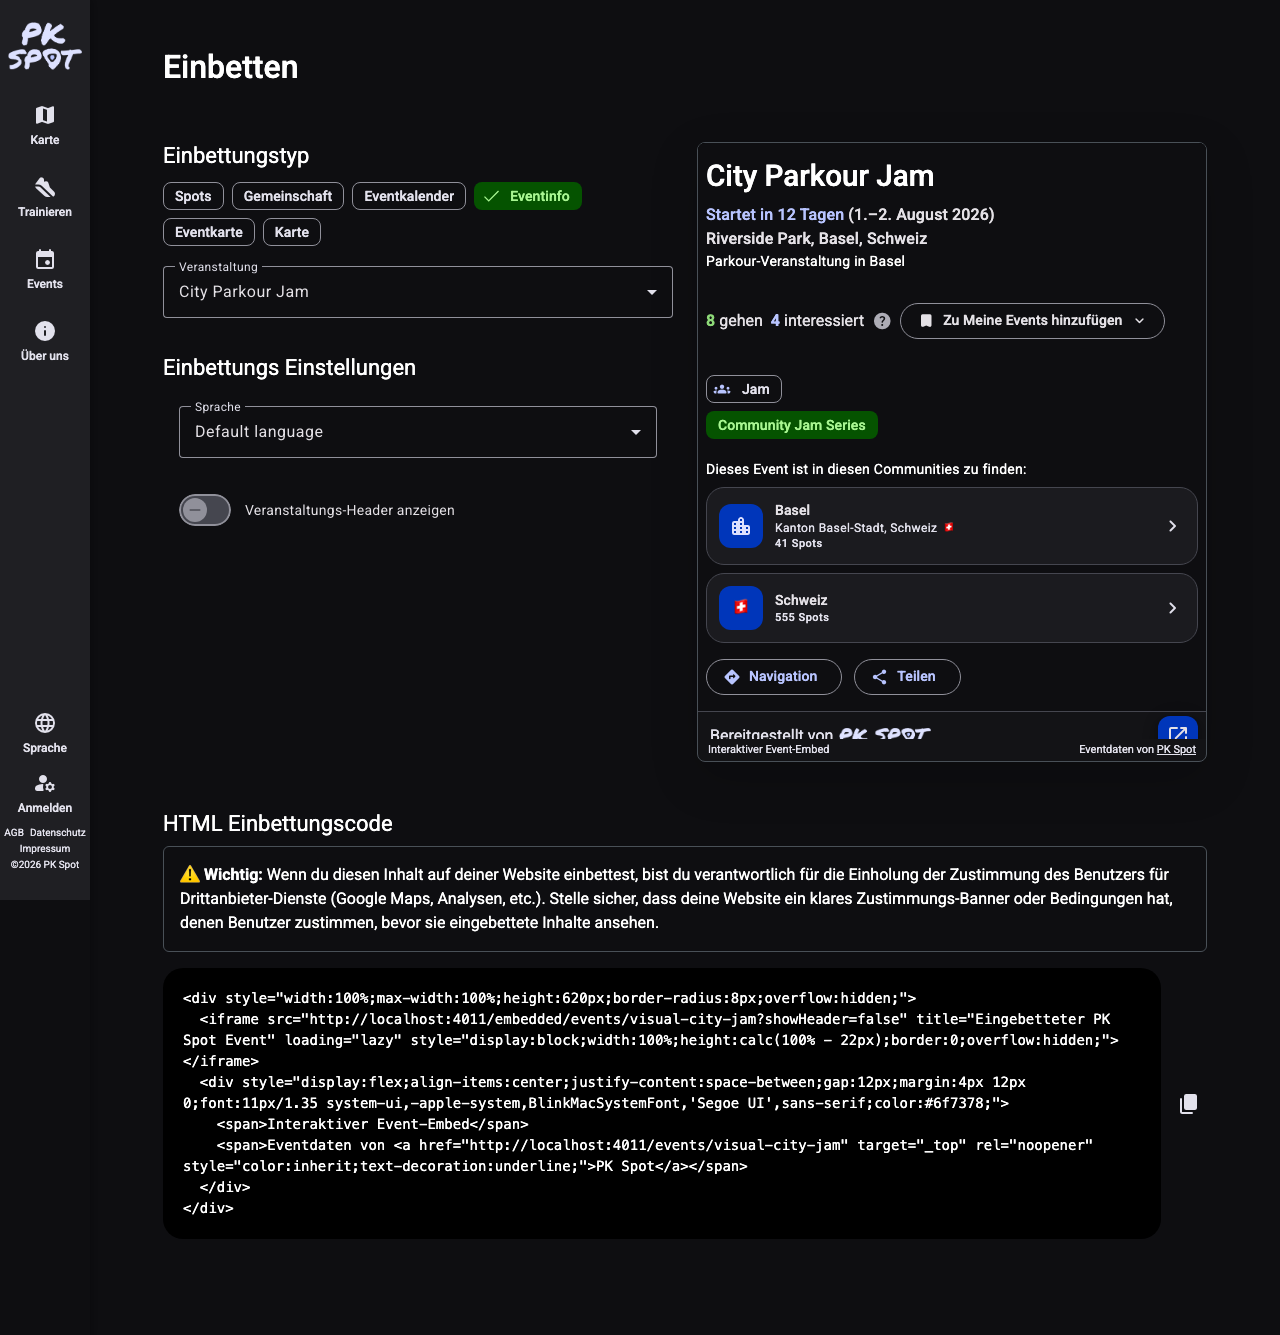 PK
SPOT
Karte
Trainieren
Events
Über uns
Sprache
Anmelden
AGB Datenschutz
Impressum
©2026 PK Spot
Einbetten
Einbettungstyp
Spots
Gemeinschaft
Eventkalender
Eventinfo
Eventkarte
Karte
Veranstaltung
City Parkour Jam
Einbettungs Einstellungen
Sprache
Default language
Veranstaltungs-Header anzeigen
City Parkour Jam
Startet in 12 Tagen (1.–2. August 2026)
Riverside Park, Basel, Schweiz
Parkour-Veranstaltung in Basel
8 gehen 4 interessiert ? Zu Meine Events hinzufügen
Jam
Community Jam Series
Dieses Event ist in diesen Communities zu finden:
Basel
Kanton Basel-Stadt, Schweiz 🇨🇭
41 Spots
Schweiz
555 Spots
Navigation
Teilen
Bereitgestellt von PK SPOT
Interaktiver Event-Embed
Eventdaten von PK Spot
HTML Einbettungscode
⚠️ Wichtig: Wenn du diesen Inhalt auf deiner Website einbettest, bist du verantwortlich für die Einholung der Zustimmung des Benutzers für
Drittanbieter-Dienste (Google Maps, Analysen, etc.). Stelle sicher, dass deine Website ein klares Zustimmungs-Banner oder Bedingungen hat,
denen Benutzer zustimmen, bevor sie eingebettete Inhalte ansehen.
<div style="width:100%;max-width:100%;height:620px;border-radius:8px;overflow:hidden;">
  <iframe src="http://localhost:4011/embedded/events/visual-city-jam?showHeader=false" title="Eingebetteter PK
Spot Event" loading="lazy" style="display:block;width:100%;height:calc(100% - 22px);border:0;overflow:hidden;">
</iframe>
  <div style="display:flex;align-items:center;justify-content:space-between;gap:12px;margin:4px 12px
0;font:11px/1.35 system-ui,-apple-system,BlinkMacSystemFont,'Segoe UI',sans-serif;color:#6f7378;">
    <span>Interaktiver Event-Embed</span>
    <span>Eventdaten von <a href="http://localhost:4011/events/visual-city-jam" target="_top" rel="noopener"
style="color:inherit;text-decoration:underline;">PK Spot</a></span>
  </div>
</div>